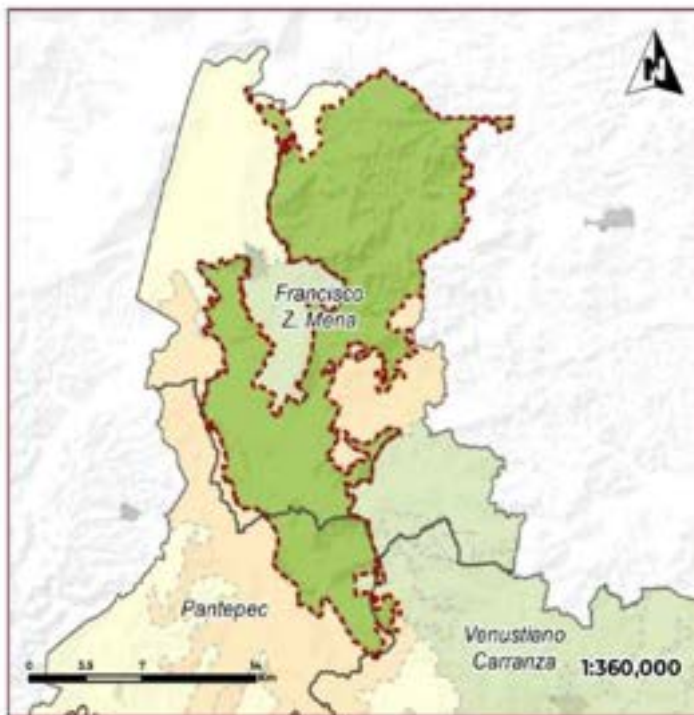 N
Francisco
Z. Mena
Pantepec
Venustiano
Carranza
1:360,000
0 3.5 7 14